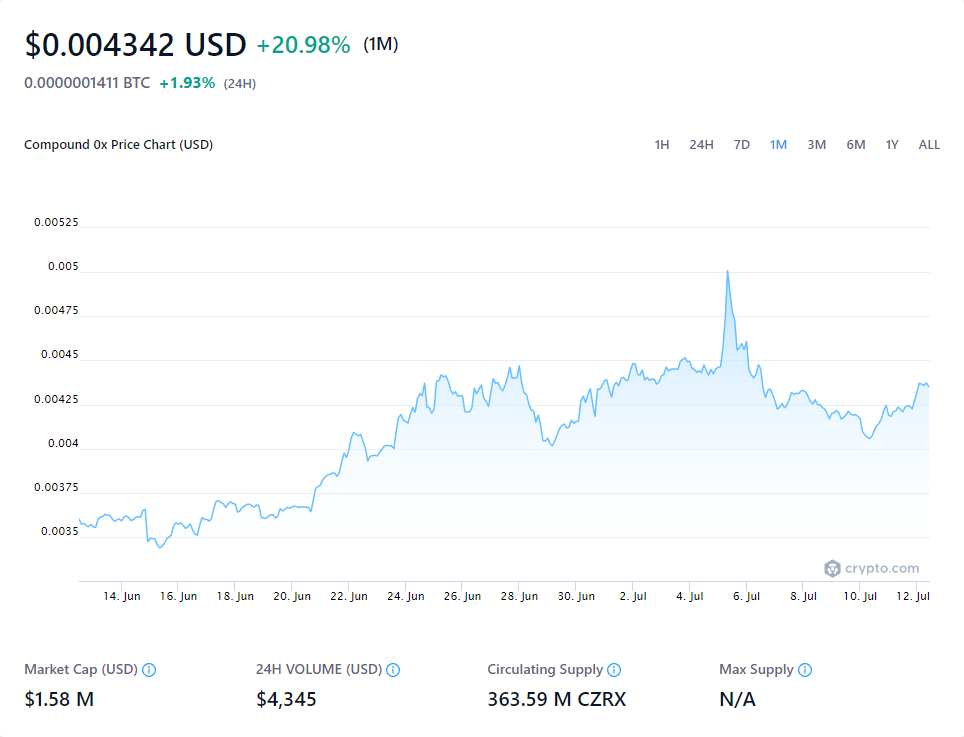 $0.004342 USD +20.98% (1M)
0.0000001411 BTC +1.93% (24H)
Compound 0x Price Chart (USD) 1H 24H 7D 1M 3M 6M 1Y ALL
0.00525
0.005
0.00475
0.0045
0.00425
0.004
0.00375
0.0035
crypto.com
14. Jun 16. Jun 18. Jun 20. Jun 22. Jun 24. Jun 26. Jun 28. Jun 30. Jun 2. Jul 4. Jul 6. Jul 8. Jul 10. Jul 12. Jul
Market Cap (USD) 24H VOLUME (USD) Circulating Supply Max Supply
$1.58 M $4,345 363.59 M CZRX N/A